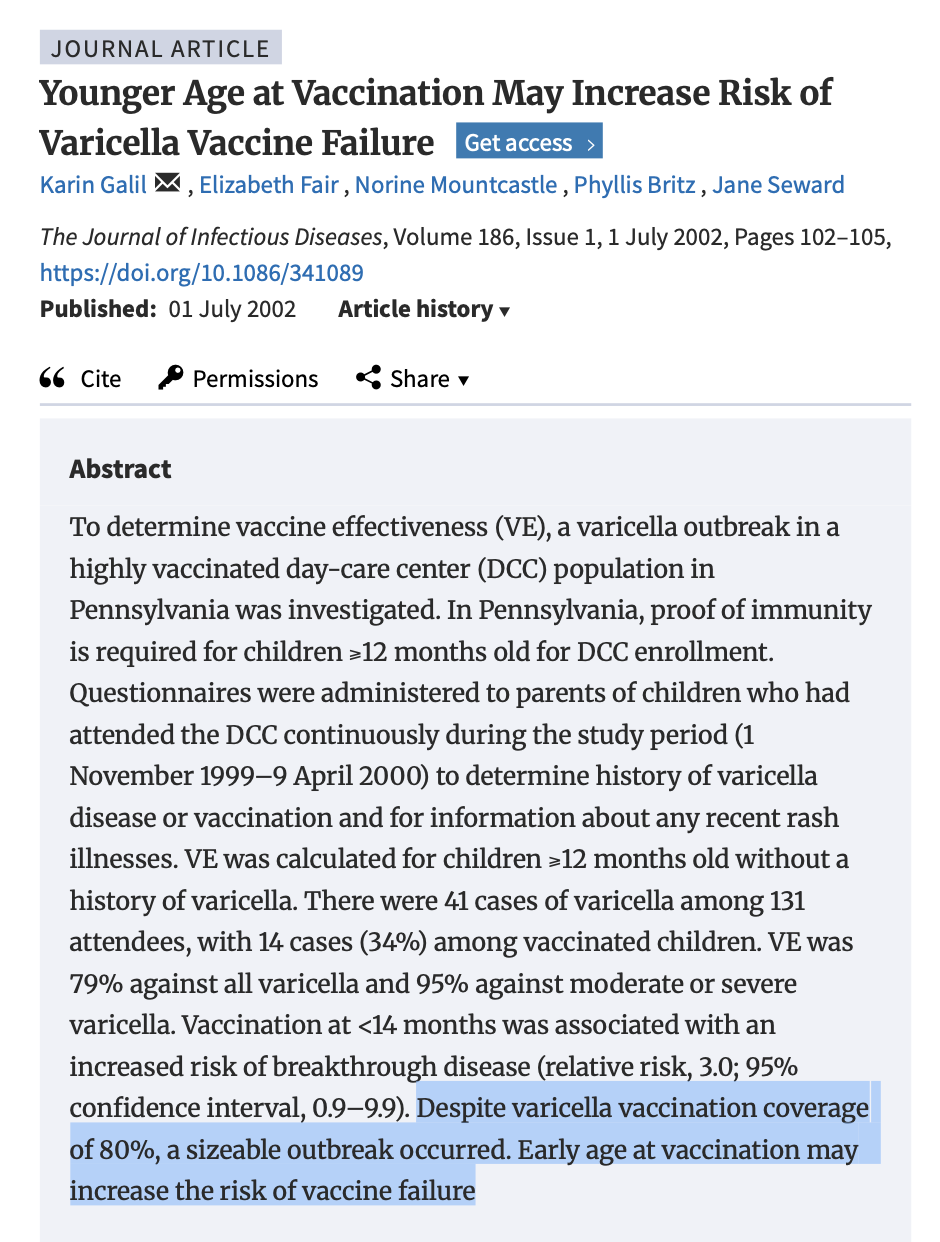 JOURNAL ARTICLE
Younger Age at Vaccination May Increase Risk of
Varicella Vaccine Failure Get access >
Karin Galil , Elizabeth Fair , Norine Mountcastle , Phyllis Britz , Jane Seward
The Journal of Infectious Diseases, Volume 186, Issue 1, 1 July 2002, Pages 102–105,
https://doi.org/10.1086/341089
Published: 01 July 2002 Article history ▾
Cite Permissions Share ▾
Abstract
To determine vaccine effectiveness (VE), a varicella outbreak in a
highly vaccinated day-care center (DCC) population in
Pennsylvania was investigated. In Pennsylvania, proof of immunity
is required for children ⩾12 months old for DCC enrollment.
Questionnaires were administered to parents of children who had
attended the DCC continuously during the study period (1
November 1999–9 April 2000) to determine history of varicella
disease or vaccination and for information about any recent rash
illnesses. VE was calculated for children ⩾12 months old without a
history of varicella. There were 41 cases of varicella among 131
attendees, with 14 cases (34%) among vaccinated children. VE was
79% against all varicella and 95% against moderate or severe
varicella. Vaccination at <14 months was associated with an
increased risk of breakthrough disease (relative risk, 3.0; 95%
confidence interval, 0.9–9.9). Despite varicella vaccination coverage
of 80%, a sizeable outbreak occurred. Early age at vaccination may
increase the risk of vaccine failure